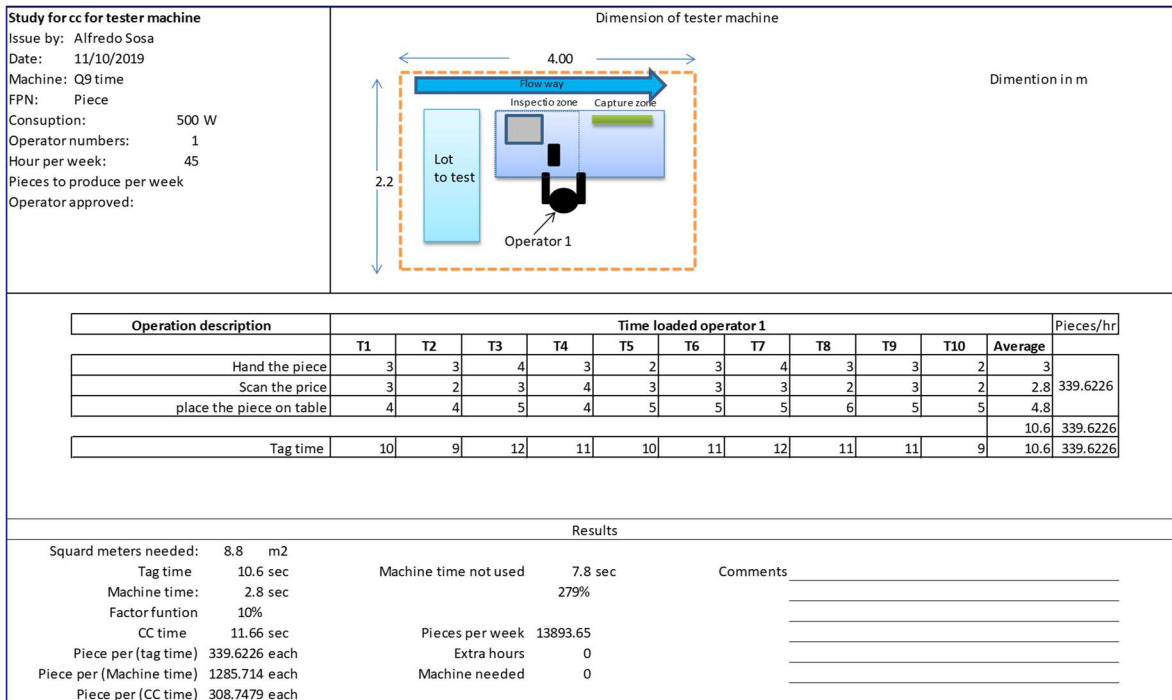 Study for cc for tester machine
Issue by: Alfredo Sosa
Date: 11/10/2019
Machine: Q9 time
FPN: Piece
Consuption: 500 W
Operator numbers: 1
Hour per week: 45
Pieces to produce per week
Operator approved:
Dimension of tester machine
4.00
Dimention in m
Flow way
Inspectio zone Capture zone
Lot
to test
2.2
Operator 1
Operation description Time loaded operator 1 Pieces/hr
T1 T2 T3 T4 T5 T6 T7 T8 T9 T10 Average
Hand the piece 3 3 4 3 2 3 4 3 3 2 3
Scan the price 3 2 3 4 3 3 3 2 3 2 2.8 339.6226
place the piece on table 4 4 5 4 5 5 5 6 5 5 4.8
10.6 339.6226
Tag time 10 9 12 11 10 11 12 11 11 9 10.6 339.6226
Results
Squard meters needed: 8.8 m2
Tag time 10.6 sec Machine time not used 7.8 sec Comments
Machine time: 2.8 sec 279%
Factor funtion 10%
CC time 11.66 sec Pieces per week 13893.65
Piece per (tag time) 339.6226 each Extra hours 0
Piece per (Machine time) 1285.714 each Machine needed 0
Piece per (CC time) 308.7479 each